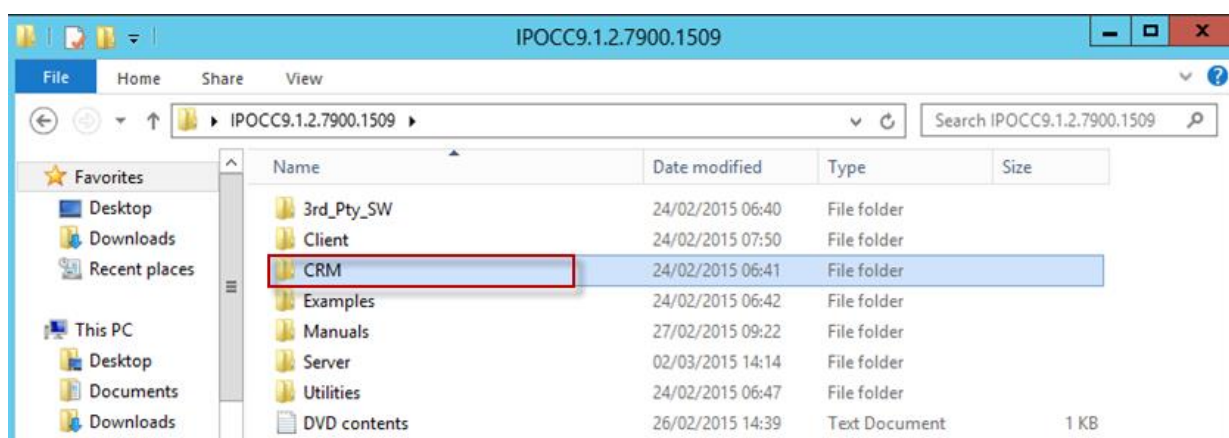 IPOCC9.1.2.7900.1509
File Home Share View
IPOCC9.1.2.7900.1509 Search IPOCC9.1.2.7900.1509
Name Date modified Type Size
Favorites
Desktop 3rd_Pty_SW 24/02/2015 06:40 File folder
Downloads Client 24/02/2015 07:50 File folder
Recent places CRM 24/02/2015 06:41 File folder
Examples 24/02/2015 06:42 File folder
This PC Manuals 27/02/2015 09:22 File folder
Desktop Server 02/03/2015 14:14 File folder
Documents Utilities 24/02/2015 06:47 File folder
Downloads DVD contents 26/02/2015 14:39 Text Document 1 KB